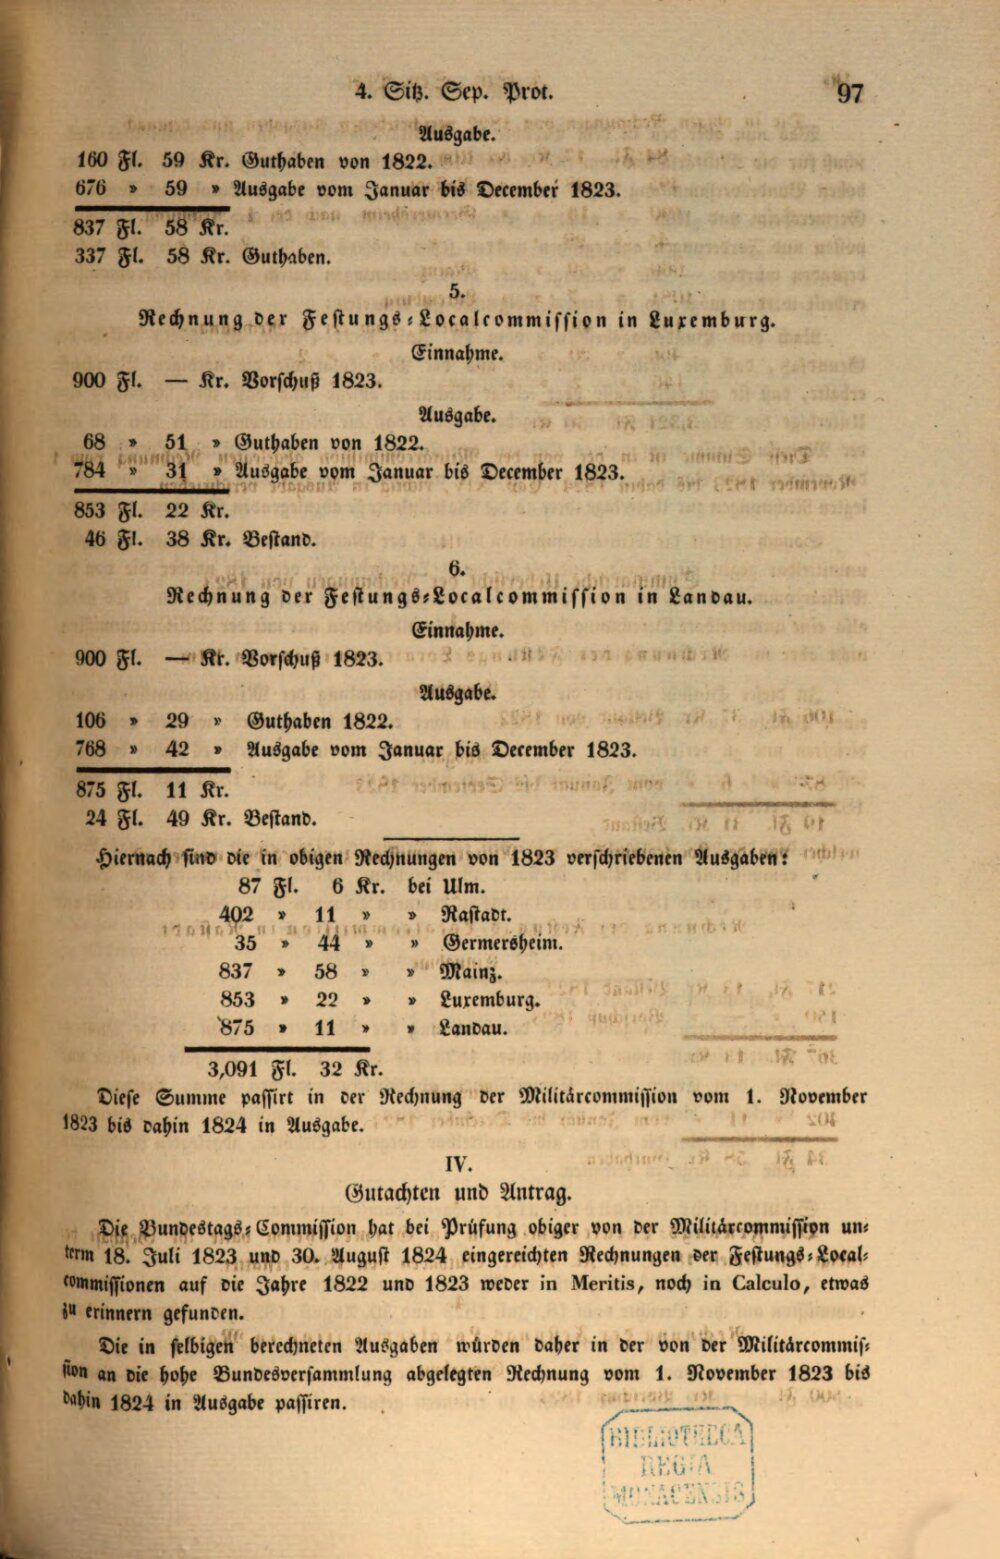 4. Sitz. Sep. Prot. 97
Ausgabe.
160 Fl. 59 Kr. Guthaben von 1822.
676 » 59 » Ausgabe vom Januar bis December 1823.
837 Fl. 58 Kr.
337 Fl. 58 Kr. Guthaben.
5.
Rechnung der Festungs-Localcommission in Luxemburg.
Einnahme.
900 Fl. — Kr. Vorschuß 1823.
Ausgabe.
68 » 51 » Guthaben von 1822.
784 » 31 » Ausgabe vom Januar bis December 1823.
853 Fl. 22 Kr.
46 Fl. 38 Kr. Bestand.
6.
Rechnung der Festungs-Localcommission in Landau.
Einnahme.
900 Fl. — Kr. Vorschuß 1823.
Ausgabe.
106 » 29 » Guthaben 1822.
768 » 42 » Ausgabe vom Januar bis December 1823.
875 Fl. 11 Kr.
24 Fl. 49 Kr. Bestand.
Hiernach sind die in obigen Rechnungen von 1823 verschriebenen Ausgaben:
87 Fl. 6 Kr. bei Ulm.
402 » 11 » » Rastadt.
35 » 44 » » Germersheim.
837 » 58 » » Mainz.
853 » 22 » » Luxemburg.
875 » 11 » » Landau.
3,091 Fl. 32 Kr.
Diese Summe passirt in der Rechnung der Militärcommission vom 1. November
1823 bis dahin 1824 in Ausgabe.
IV.
Gutachten und Antrag.
Die Bundestags-Commission hat bei Prüfung obiger von der Militärcommission un-
term 18. Juli 1823 und 30. August 1824 eingereichten Rechnungen der Festungs-Local-
commissionen auf die Jahre 1822 und 1823 weder in Meritis, noch in Calculo, etwas
zu erinnern gefunden.
Die in selbigen berechneten Ausgaben würden daher in der von der Militärcommis-
sion an die hohe Bundesversammlung abgelegten Rechnung vom 1. November 1823 bis
dahin 1824 in Ausgabe passiren.
BIBLIOTHECA
REGIA
MONACENSIS